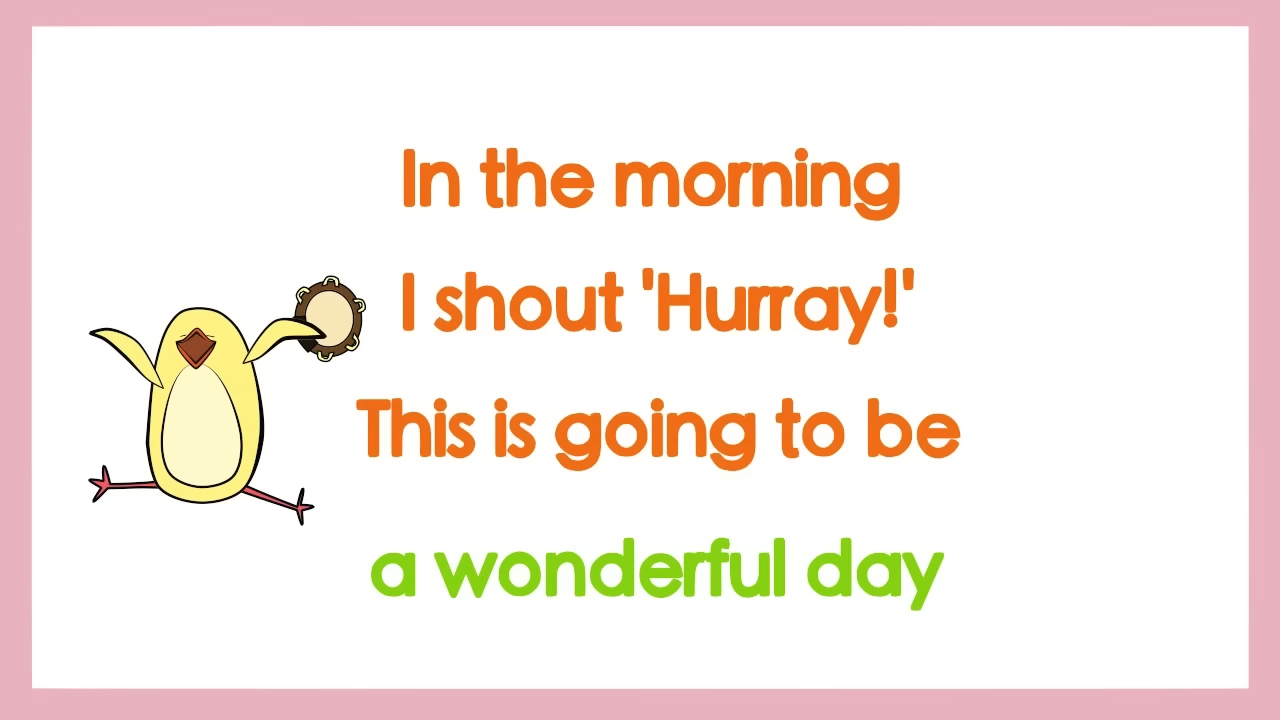 In the morning
I shout 'Hurray!'
This is going to be
a wonderful day